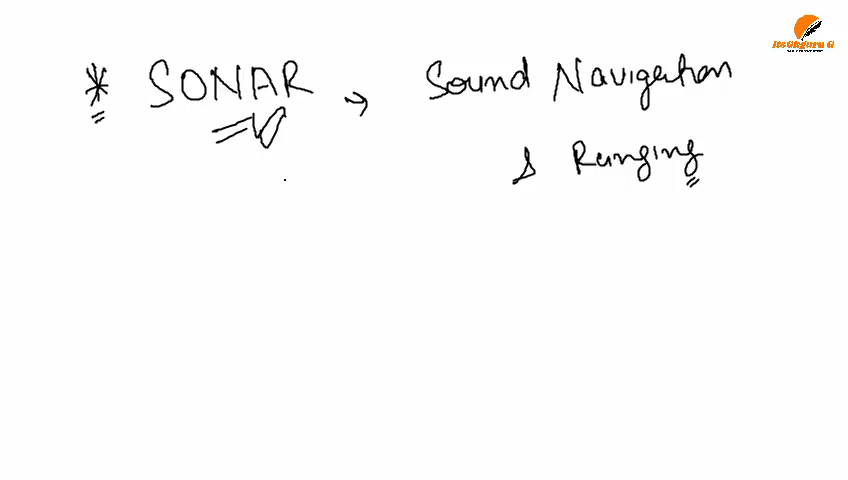 * SONAR → Sound Navigation
& Ranging